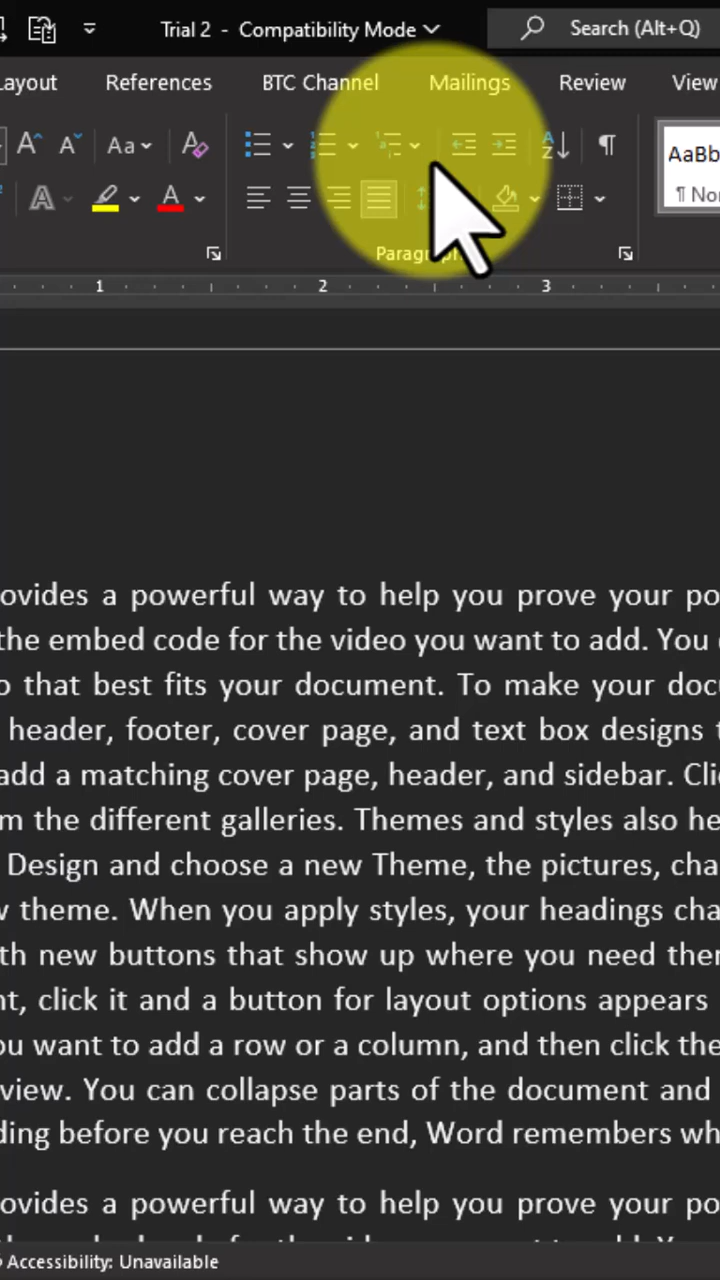 Trial 2 - Compatibility Mode
Search (Alt+Q)
ayout References BTC Channel Mailings Review View
Aa
AaBb
¶ No
1 2 3
ovides a powerful way to help you prove your po
the embed code for the video you want to add. You
o that best fits your document. To make your docu
header, footer, cover page, and text box designs t
add a matching cover page, header, and sidebar. Clic
m the different galleries. Themes and styles also he
Design and choose a new Theme, the pictures, cha
w theme. When you apply styles, your headings cha
th new buttons that show up where you need them
nt, click it and a button for layout options appears
ou want to add a row or a column, and then click the
view. You can collapse parts of the document and
ding before you reach the end, Word remembers wh
ovides a powerful way to help you prove your po
Accessibility: Unavailable